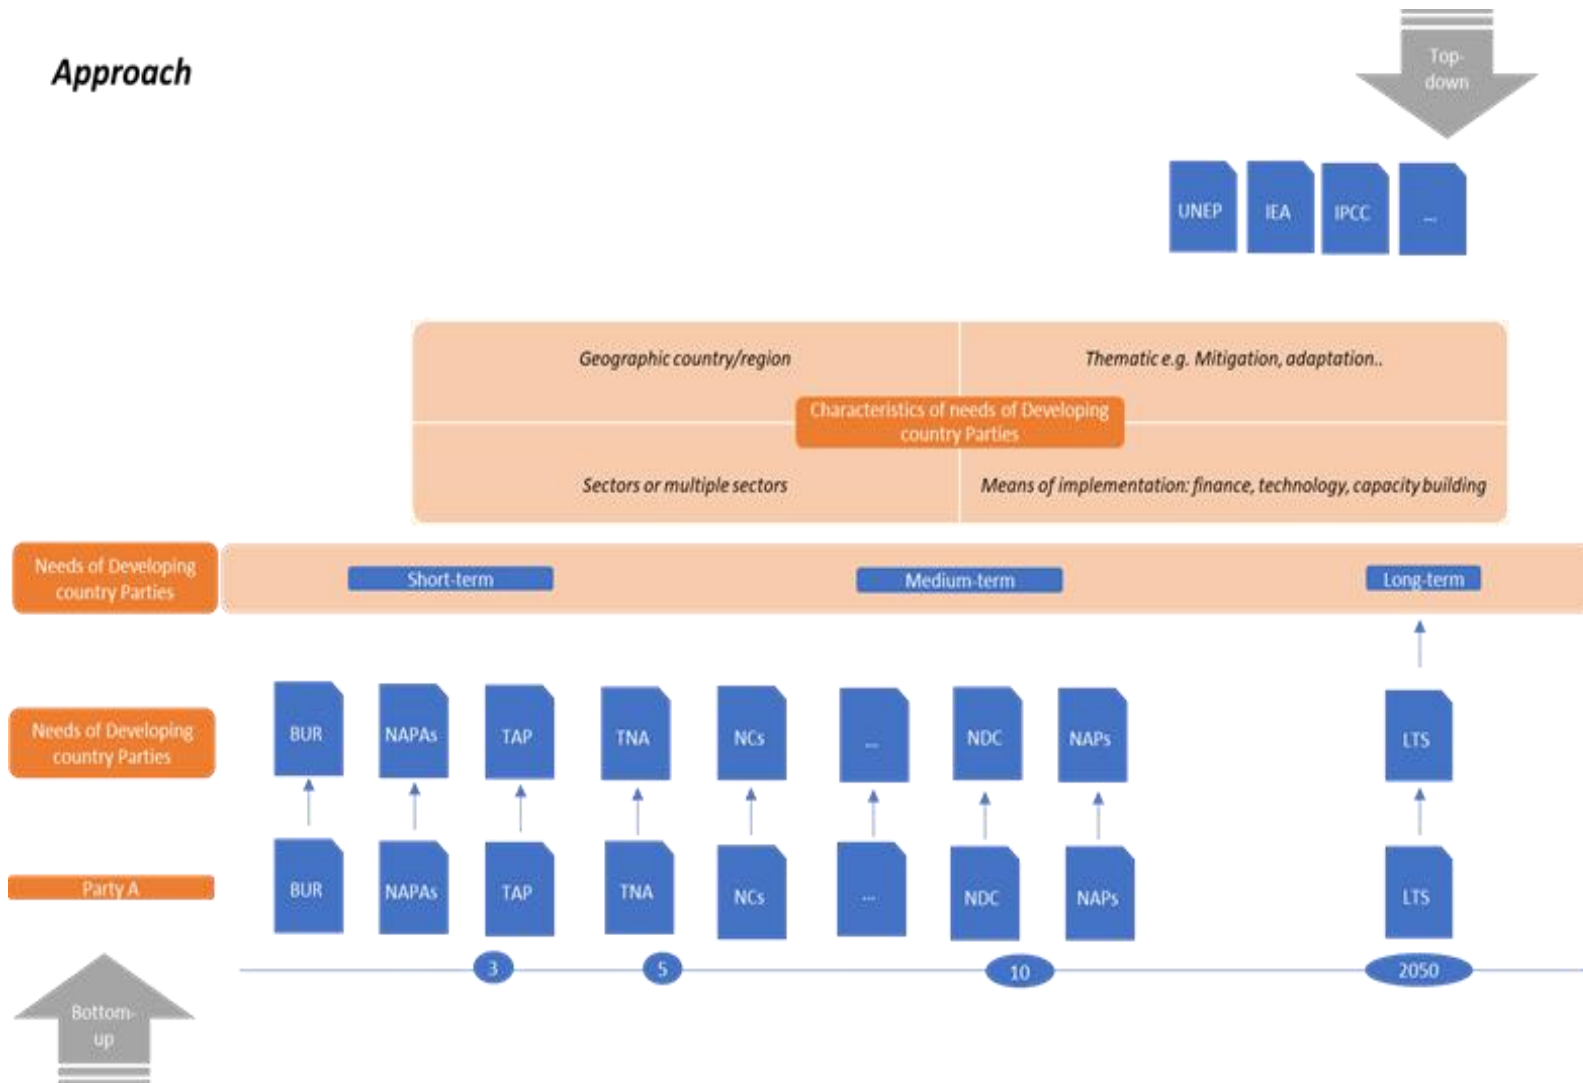 Approach
Top-
down
UNEP
IEA
IPCC
...
Geographic country/region
Thematic e.g. Mitigation, adaptation..
Characteristics of needs of Developing
country Parties
Sectors or multiple sectors
Means of implementation: finance, technology, capacity building
Needs of Developing
country Parties
Short-term
Medium-term
Long-term
Needs of Developing
country Parties
BUR
NAPAs
TAP
TNA
NCs
...
NDC
NAPs
LTS
Party A
BUR
NAPAs
TAP
TNA
NCs
...
NDC
NAPs
LTS
3
5
10
2050
Bottom-
up